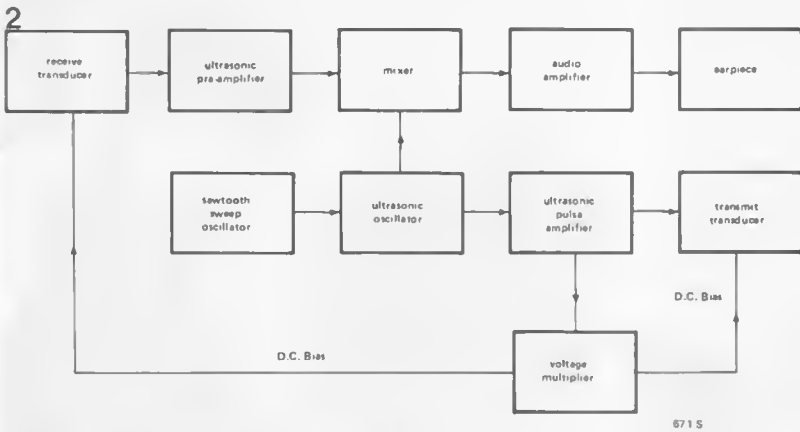 2
receive
transducer
ultrasonic
pre-amplifier
mixer
audio
amplifier
earpiece
sawtooth
sweep
oscillator
ultrasonic
oscillator
ultrasonic
pulse
amplifier
transmit
transducer
D.C. Bias
D.C. Bias
voltage
multiplier
671 S